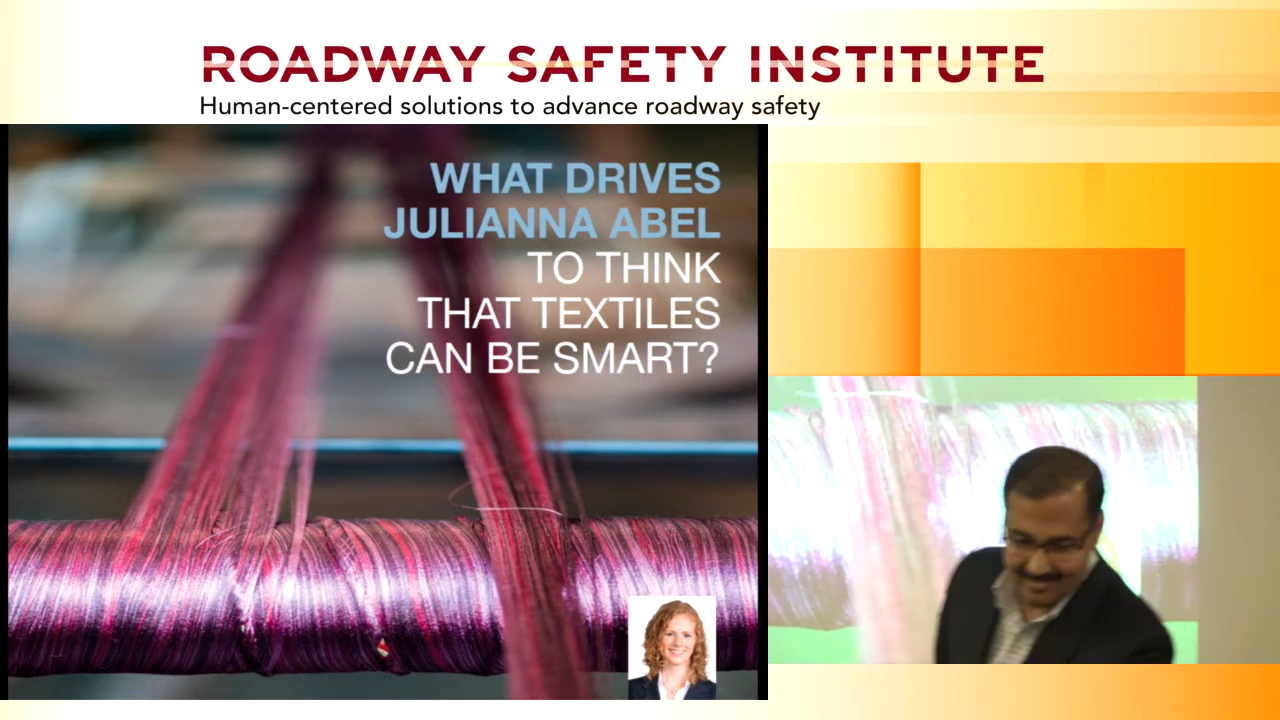 ROADWAY SAFETY INSTITUTE
Human-centered solutions to advance roadway safety
WHAT DRIVES
JULIANNA ABEL
TO THINK
THAT TEXTILES
CAN BE SMART?